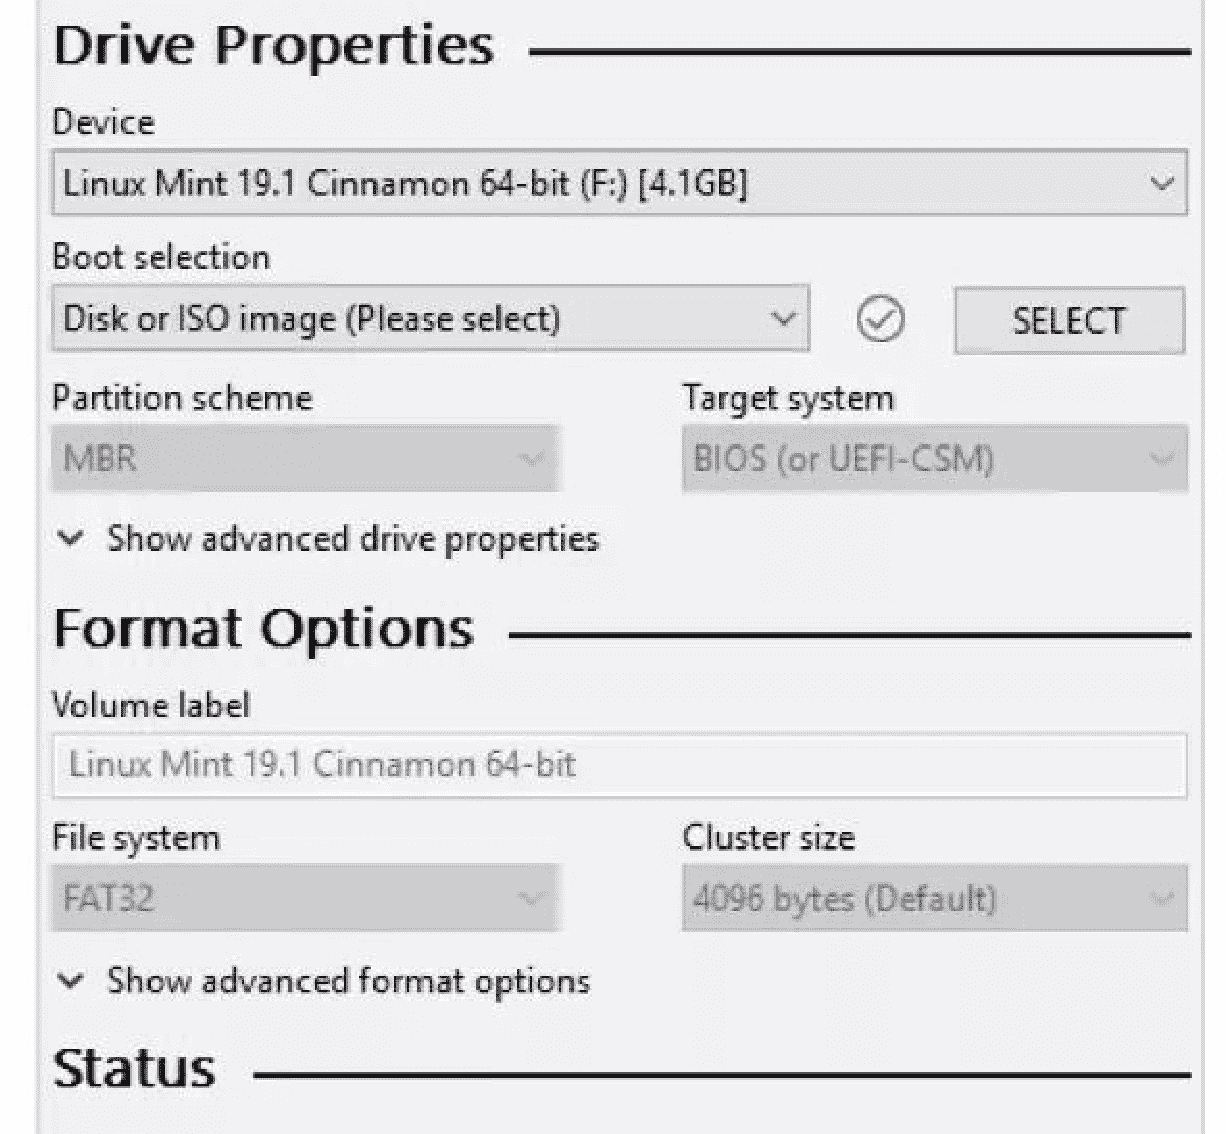 Drive Properties
Device
Linux Mint 19.1 Cinnamon 64-bit (F:) [4.1GB]
Boot selection
Disk or ISO image (Please select)
SELECT
Partition scheme
Target system
MBR
BIOS (or UEFI-CSM)
Show advanced drive properties
Format Options
Volume label
Linux Mint 19.1 Cinnamon 64-bit
File system
Cluster size
FAT32
4096 bytes (Default)
Show advanced format options
Status